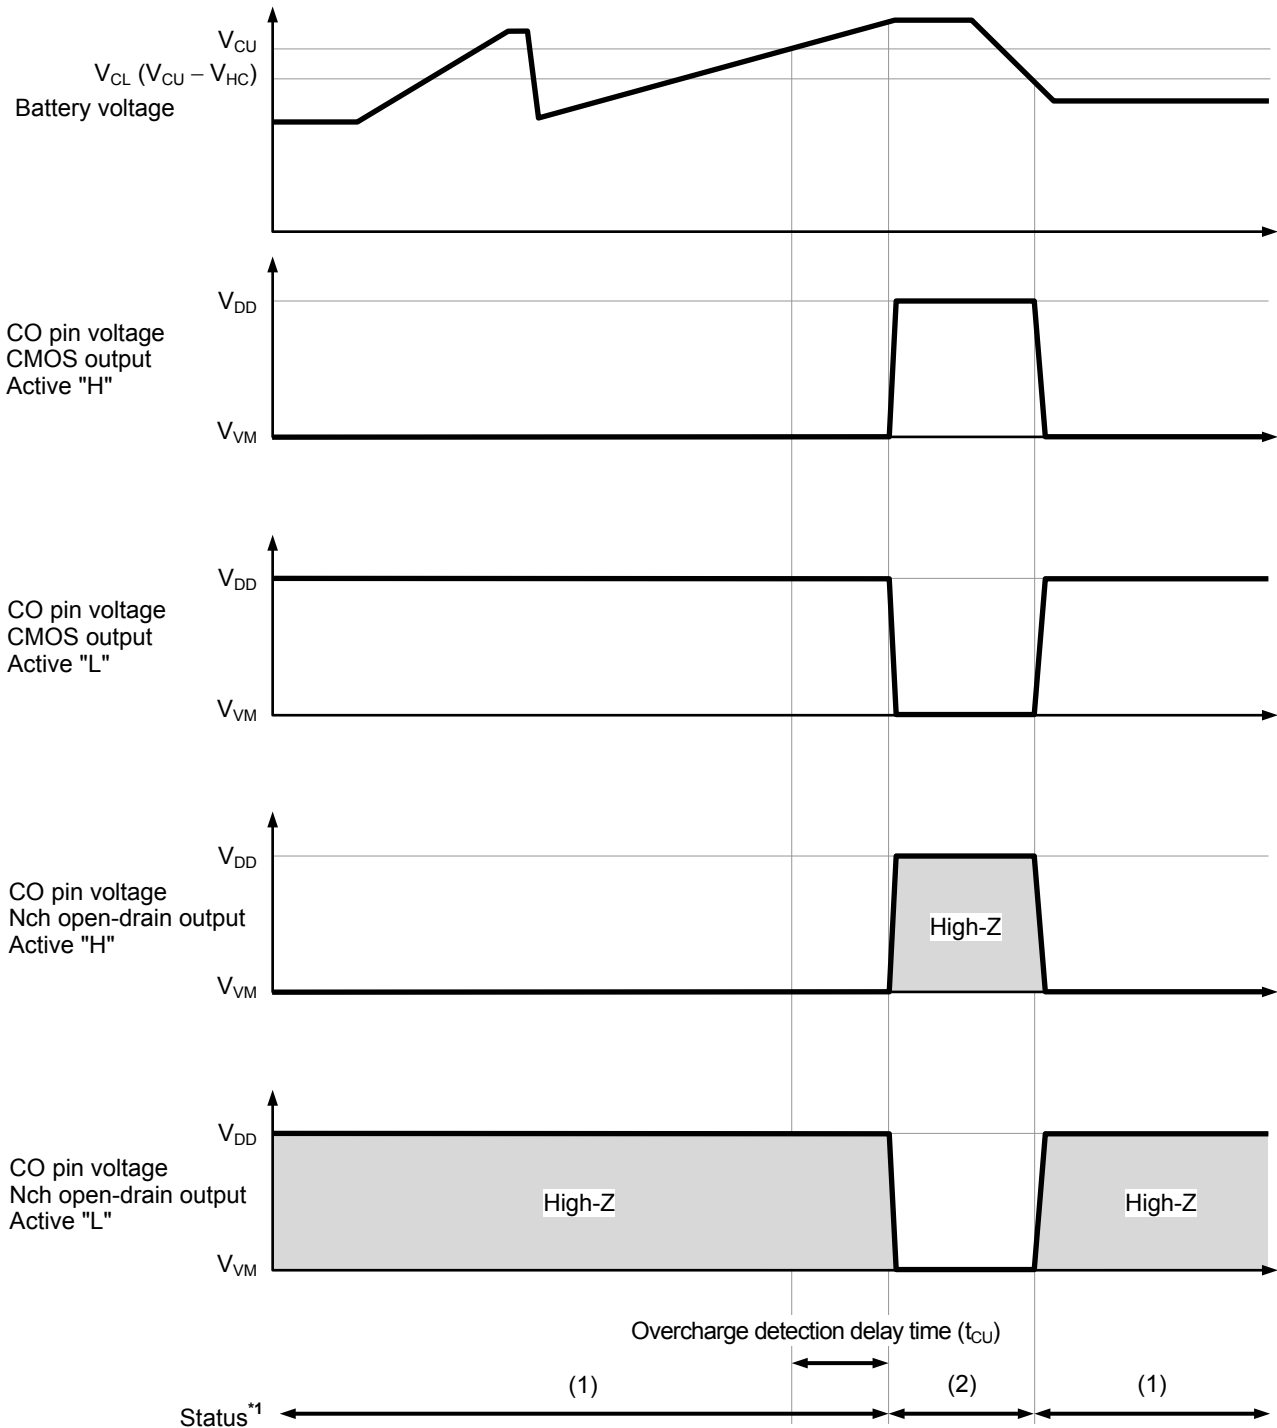 V_CU
V_CL (V_CU – V_HC)
Battery voltage
V_DD
CO pin voltage
CMOS output
Active "H"
V_VM
V_DD
CO pin voltage
CMOS output
Active "L"
V_VM
V_DD
CO pin voltage
Nch open-drain output
Active "H"
High-Z
V_VM
V_DD
CO pin voltage
Nch open-drain output
Active "L"
High-Z
High-Z
V_VM
Overcharge detection delay time (t_CU)
(1)
(2)
(1)
Status*1